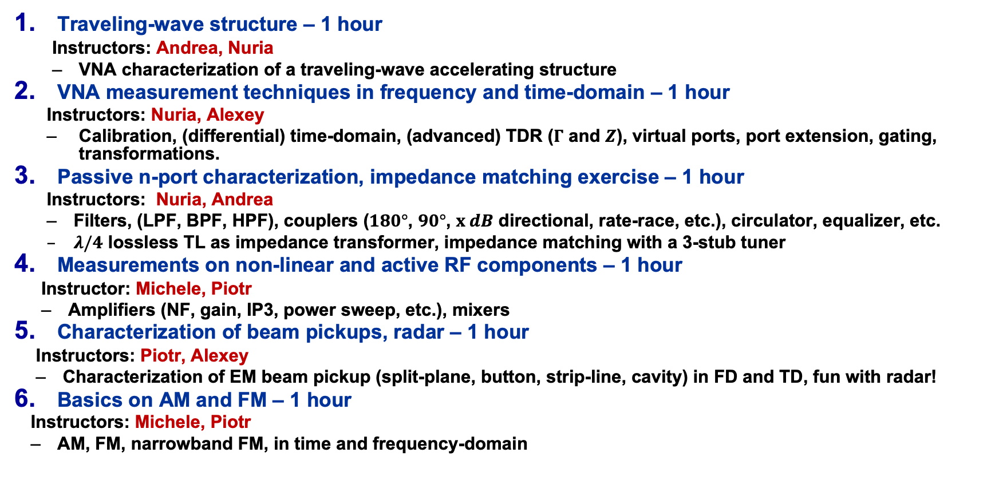 1. Traveling-wave structure – 1 hour
Instructors: Andrea, Nuria
– VNA characterization of a traveling-wave accelerating structure
2. VNA measurement techniques in frequency and time-domain – 1 hour
Instructors: Nuria, Alexey
– Calibration, (differential) time-domain, (advanced) TDR (Γ and Z), virtual ports, port extension, gating,
transformations.
3. Passive n-port characterization, impedance matching exercise – 1 hour
Instructors: Nuria, Andrea
– Filters, (LPF, BPF, HPF), couplers (180°, 90°, x dB directional, rate-race, etc.), circulator, equalizer, etc.
– λ/4 lossless TL as impedance transformer, impedance matching with a 3-stub tuner
4. Measurements on non-linear and active RF components – 1 hour
Instructor: Michele, Piotr
– Amplifiers (NF, gain, IP3, power sweep, etc.), mixers
5. Characterization of beam pickups, radar – 1 hour
Instructors: Piotr, Alexey
– Characterization of EM beam pickup (split-plane, button, strip-line, cavity) in FD and TD, fun with radar!
6. Basics on AM and FM – 1 hour
Instructors: Michele, Piotr
– AM, FM, narrowband FM, in time and frequency-domain